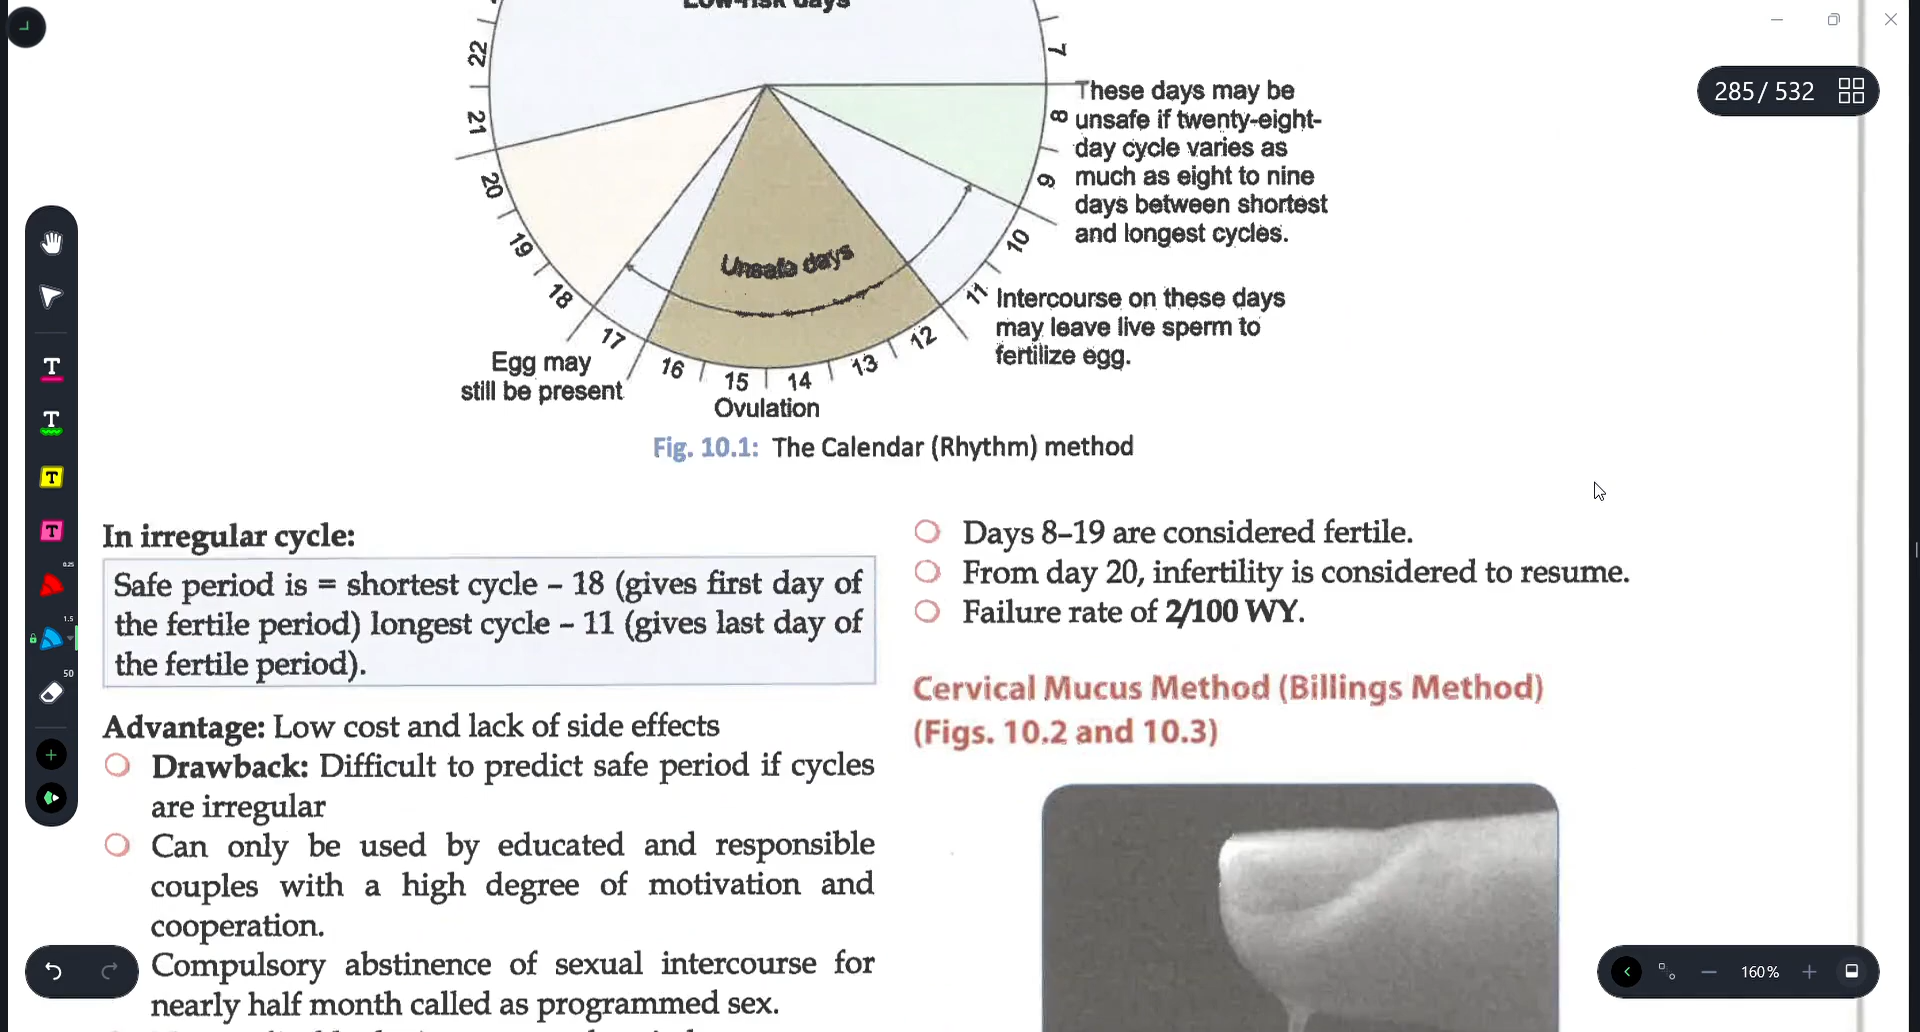 Low-risk days
22
21
20
19
18
17
16
15
14
13
12
11
10
9
8
7
Unsafe days
These days may be
unsafe if twenty-eight-
day cycle varies as
much as eight to nine
days between shortest
and longest cycles.
Intercourse on these days
may leave live sperm to
fertilize egg.
Egg may
still be present
Ovulation
Fig. 10.1: The Calendar (Rhythm) method
285/ 532
In irregular cycle:
Safe period is = shortest cycle – 18 (gives first day of
the fertile period) longest cycle – 11 (gives last day of
the fertile period).
Advantage: Low cost and lack of side effects
Drawback: Difficult to predict safe period if cycles
are irregular
Can only be used by educated and responsible
couples with a high degree of motivation and
cooperation.
Compulsory abstinence of sexual intercourse for
nearly half month called as programmed sex.
Days 8–19 are considered fertile.
From day 20, infertility is considered to resume.
Failure rate of 2/100 WY.
Cervical Mucus Method (Billings Method)
(Figs. 10.2 and 10.3)
T
T
T
T
0.25
1.5
50
160%